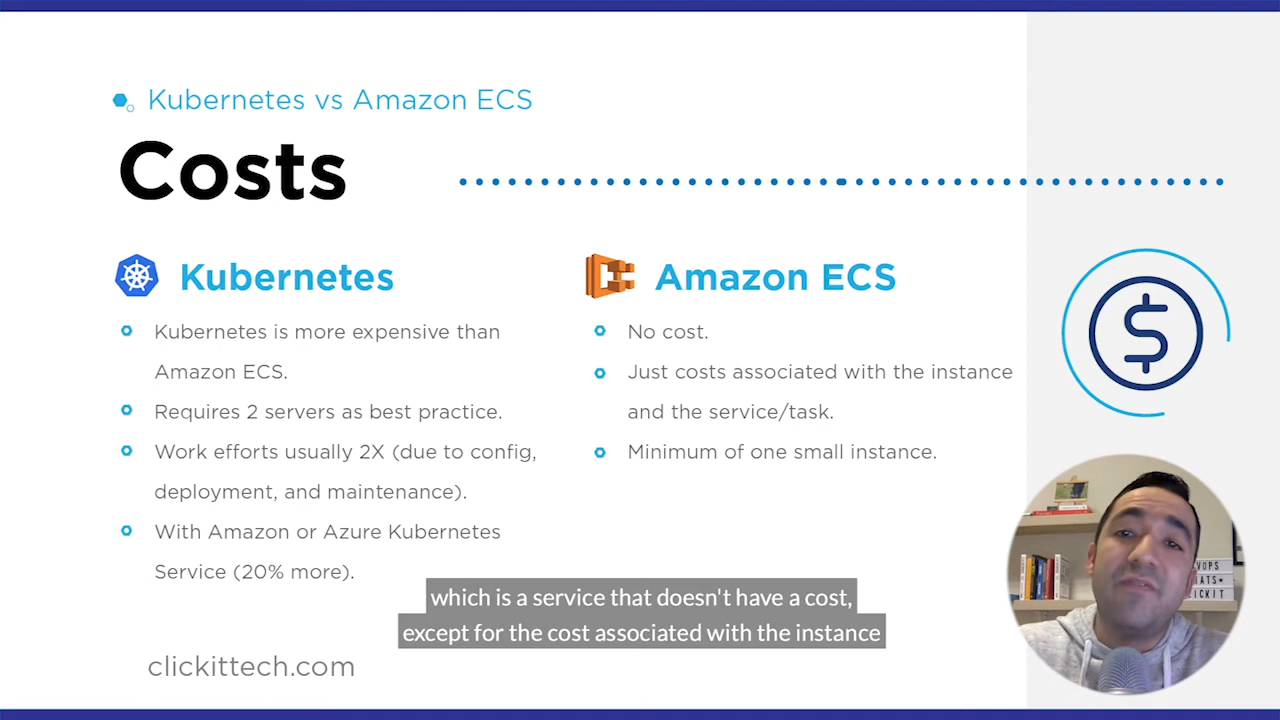 Kubernetes vs Amazon ECS
Costs
Kubernetes
Kubernetes is more expensive than
Amazon ECS.
Requires 2 servers as best practice.
Work efforts usually 2X (due to config,
deployment, and maintenance).
With Amazon or Azure Kubernetes
Service (20% more).
Amazon ECS
No cost.
Just costs associated with the instance
and the service/task.
Minimum of one small instance.
$
which is a service that doesn't have a cost,
except for the cost associated with the instance
clickittech.com